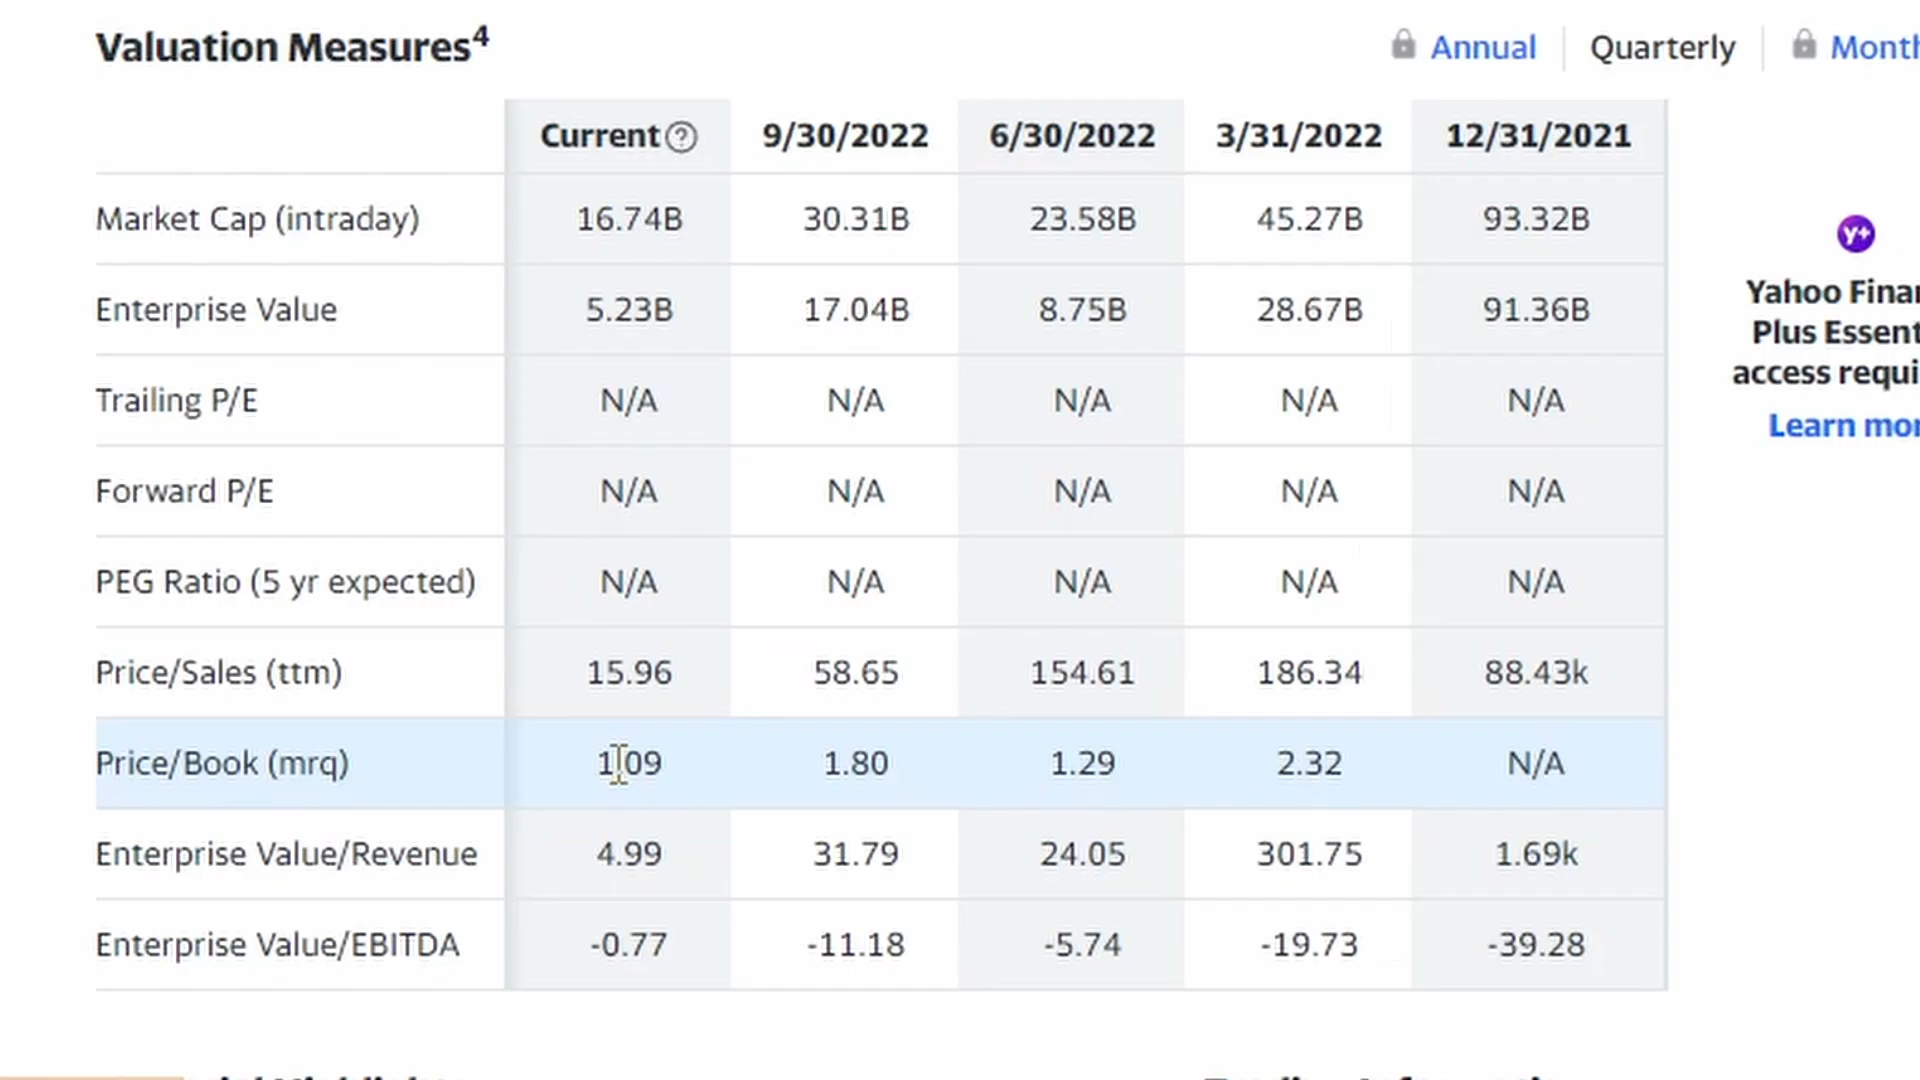 Valuation Measures⁴
Annual Quarterly
Current 9/30/2022 6/30/2022 3/31/2022 12/31/2021
Market Cap (intraday) 16.74B 30.31B 23.58B 45.27B 93.32B
Enterprise Value 5.23B 17.04B 8.75B 28.67B 91.36B
Trailing P/E N/A N/A N/A N/A N/A
Forward P/E N/A N/A N/A N/A N/A
PEG Ratio (5 yr expected) N/A N/A N/A N/A N/A
Price/Sales (ttm) 15.96 58.65 154.61 186.34 88.43k
Price/Book (mrq) 1.09 1.80 1.29 2.32 N/A
Enterprise Value/Revenue 4.99 31.79 24.05 301.75 1.69k
Enterprise Value/EBITDA -0.77 -11.18 -5.74 -19.73 -39.28
y+
Yahoo
Plus
access
Learn